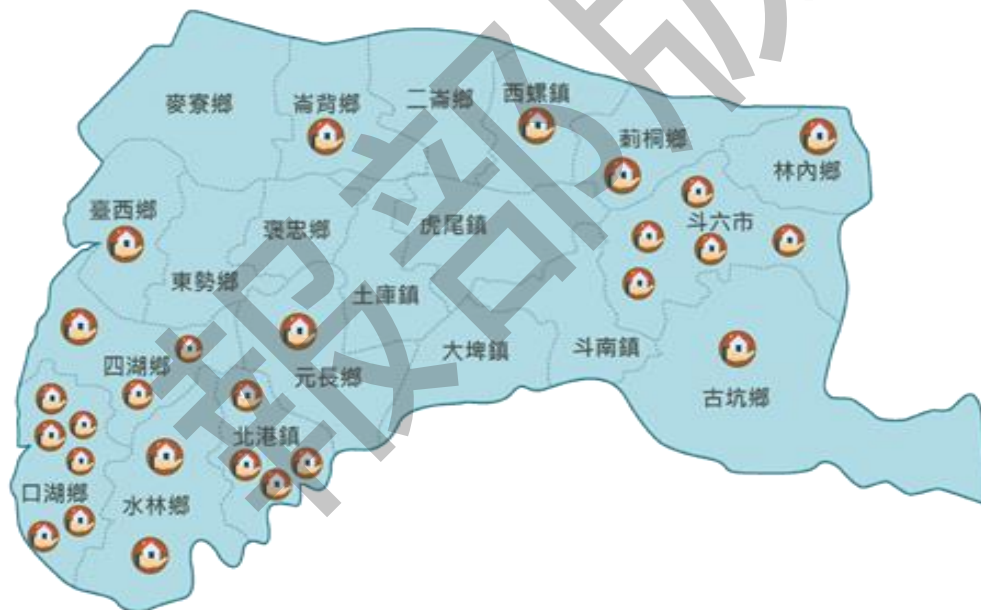 麥寮鄉
崙背鄉
二崙鄉
西螺鎮
莿桐鄉
林內鄉
臺西鄉
褒忠鄉
虎尾鎮
斗六市
東勢鄉
土庫鎮
四湖鄉
元長鄉
大埤鎮
斗南鎮
古坑鄉
北港鎮
口湖鄉
水林鄉
報部版